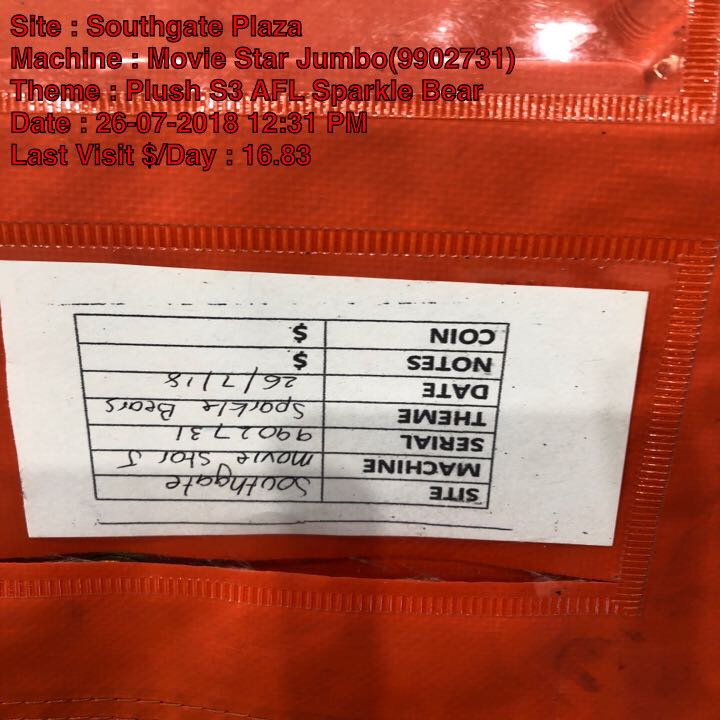 Site : Southgate Plaza
Machine : Movie Star Jumbo(9902731)
Theme : Plush S3 AFL Sparkle Bear
Date : 26-07-2018 12:31 PM
Last Visit $/Day : 16.83
SITE Southgate
MACHINE movie star J
SERIAL 9902731
THEME Sparkle Bears
DATE 26/7/18
NOTES $
COIN $